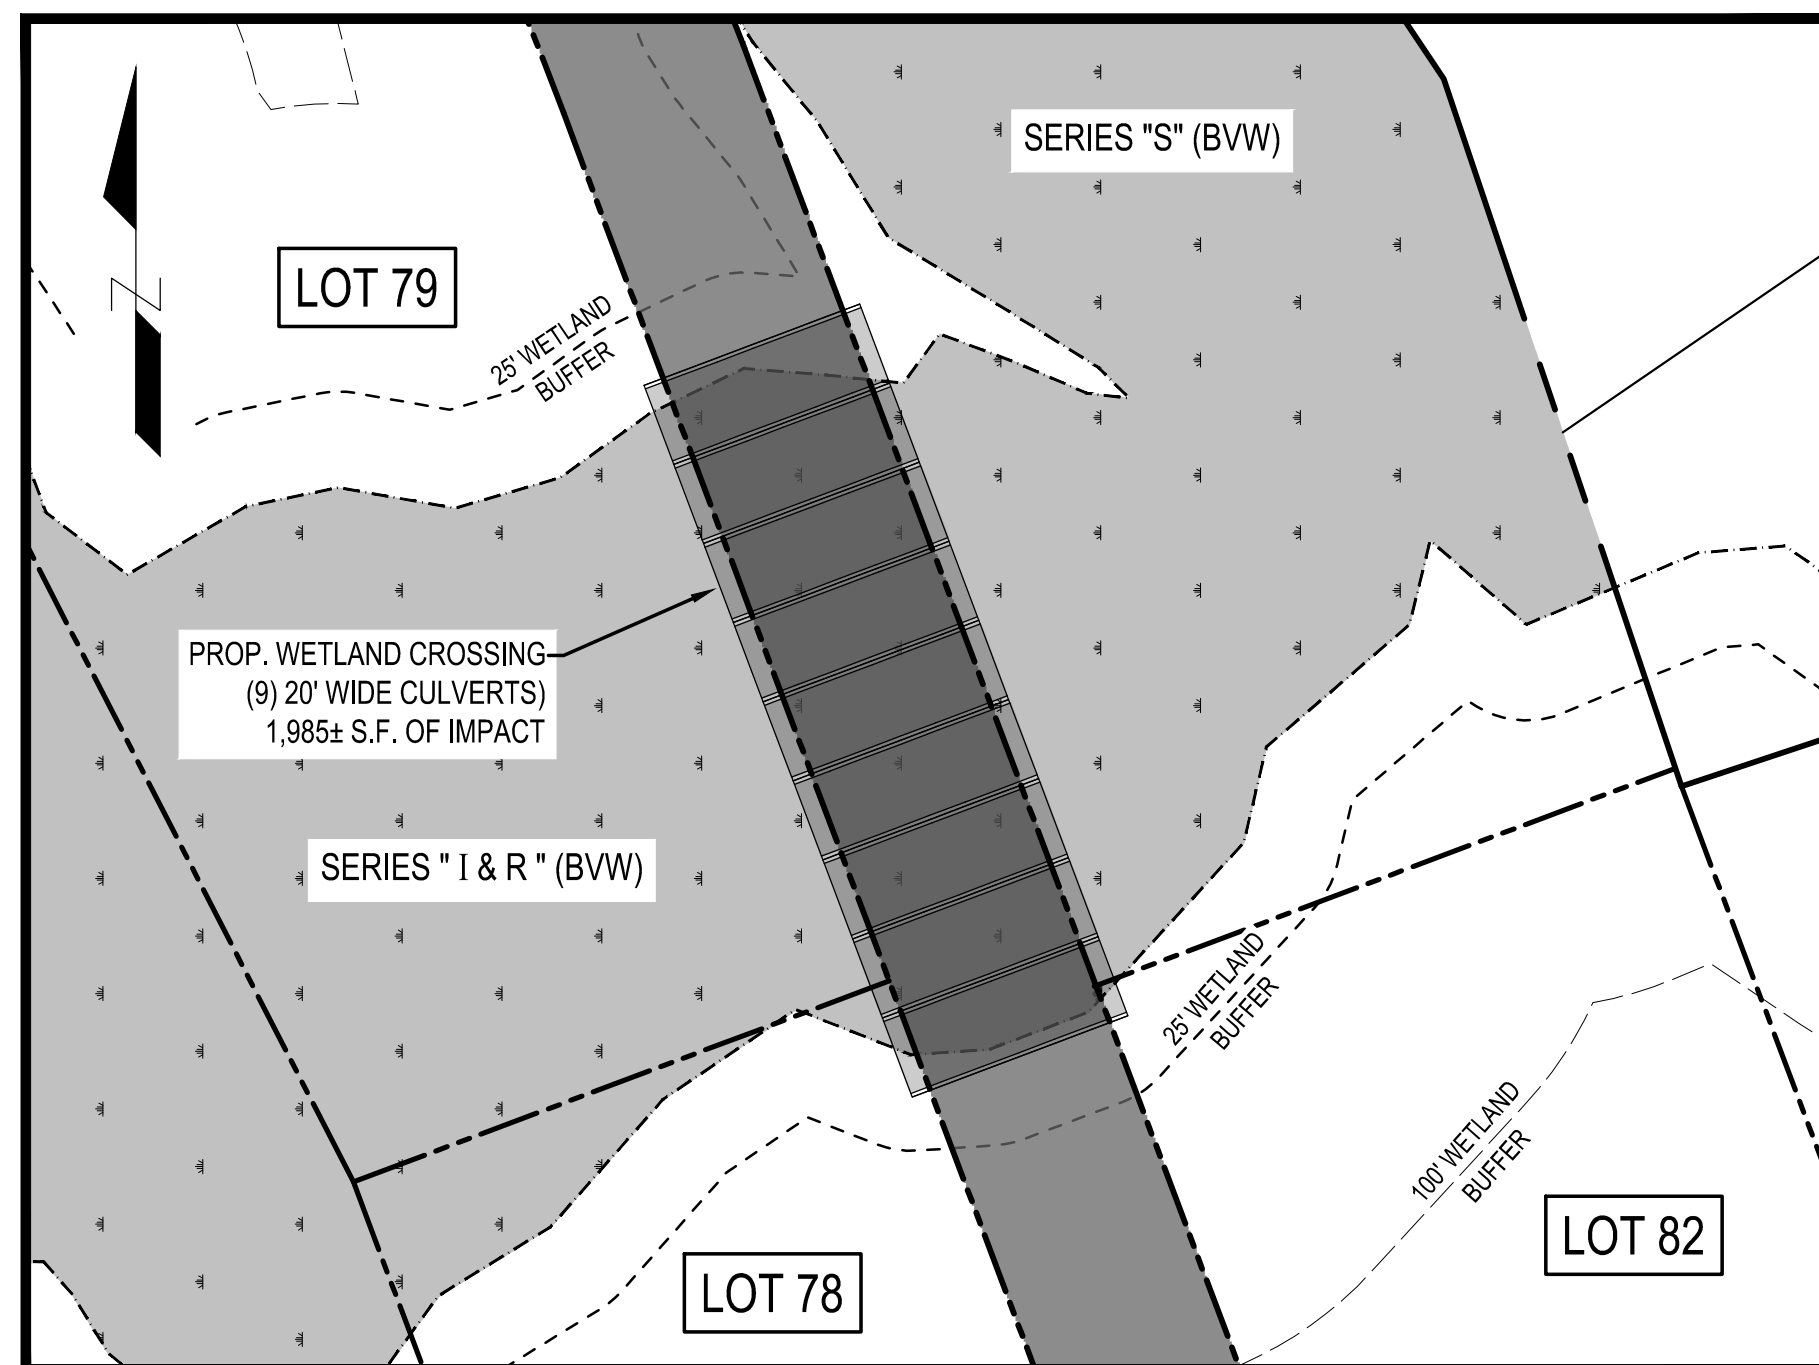 SERIES "S" (BVW)
LOT 79
25' WETLAND
BUFFER
PROP. WETLAND CROSSING
(9) 20' WIDE CULVERTS)
1,985± S.F. OF IMPACT
SERIES " I & R " (BVW)
25' WETLAND
BUFFER
100' WETLAND
BUFFER
LOT 82
LOT 78
Z